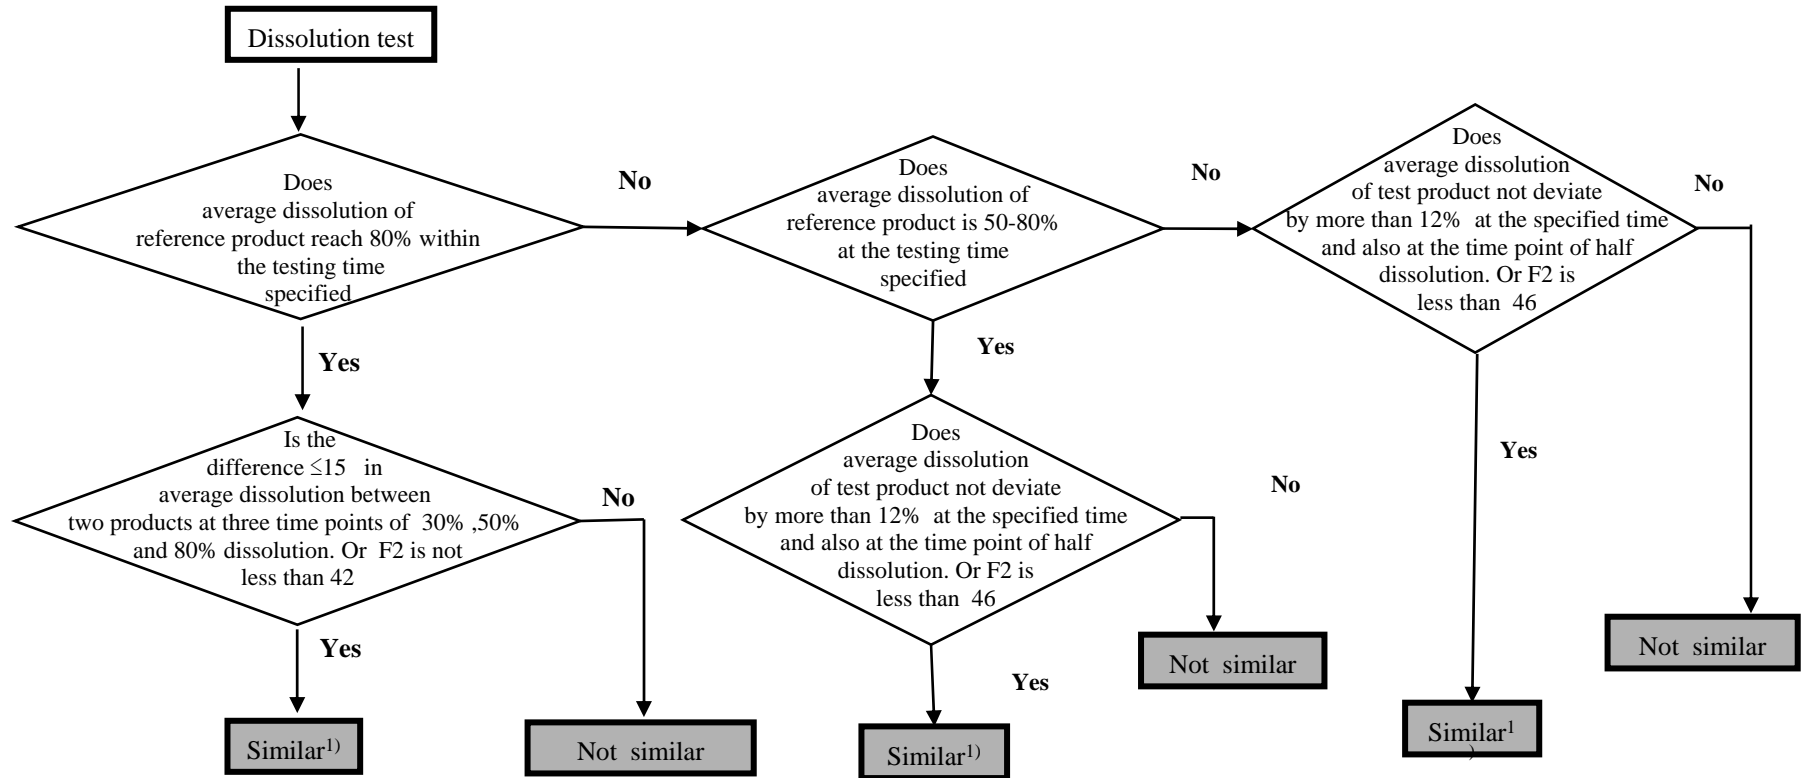 Dissolution test
Does
average dissolution of
reference product reach 80% within
the testing time
specified
No
Does
average dissolution of
reference product is 50-80%
at the testing time
specified
No
Does
average dissolution
of test product not deviate
by more than 12% at the specified time
and also at the time point of half
dissolution. Or F2 is
less than 46
No
Yes
Yes
Is the
difference ≤15 in
average dissolution between
two products at three time points of 30% ,50%
and 80% dissolution. Or F2 is not
less than 42
No
Does
average dissolution
of test product not deviate
by more than 12% at the specified time
and also at the time point of half
dissolution. Or F2 is
less than 46
No
Yes
Yes
Yes
Similar1)
Not similar
Similar1)
Not similar
Similar1
)
Not similar